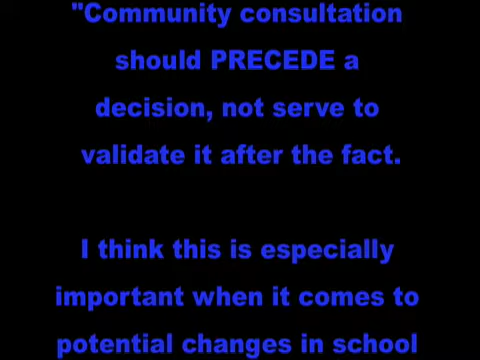 "Community consultation
should PRECEDE a
decision, not serve to
validate it after the fact.
I think this is especially
important when it comes to
potential changes in school